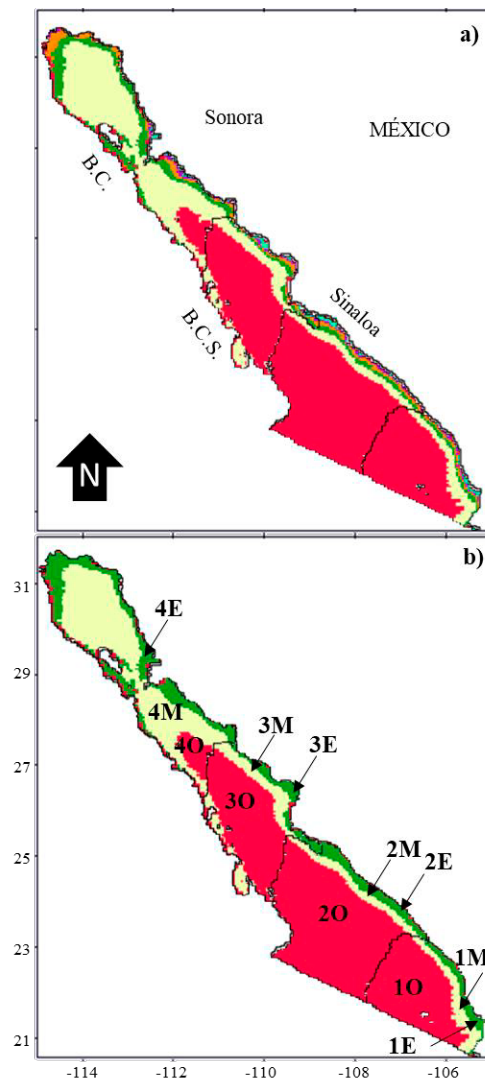 a)
Sonora
MÉXICO
B.C.
Sinaloa
B.C.S.
N
b)
31
4E
29
4M
3M
4O
3E
27
3O
25
2M
2E
2O
23
1M
1O
21
1E
-114
-112
-110
-108
-106